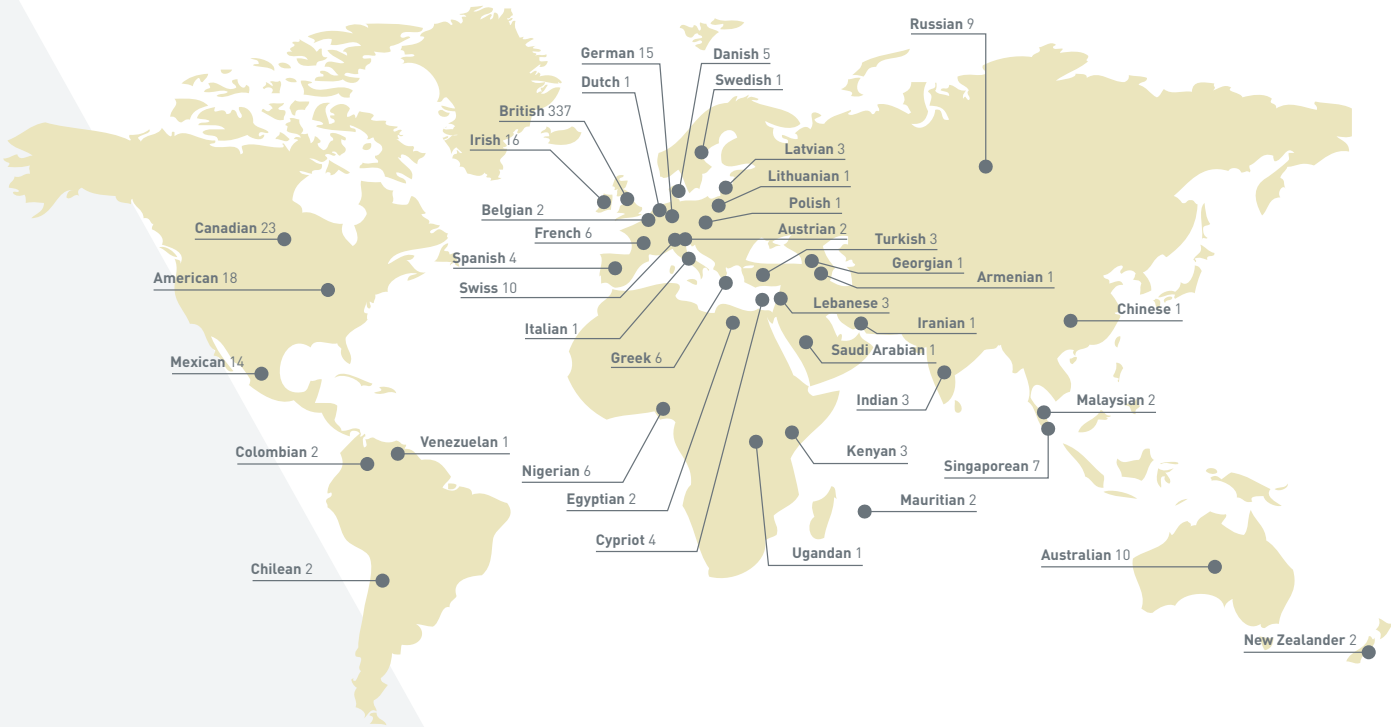 Russian 9
German 15
Danish 5
Dutch 1
Swedish 1
British 337
Irish 16
Latvian 3
Lithuanian 1
Polish 1
Belgian 2
Canadian 23
French 6
Austrian 2
Turkish 3
Spanish 4
Georgian 1
American 18
Armenian 1
Swiss 10
Lebanese 3
Chinese 1
Italian 1
Iranian 1
Greek 6
Saudi Arabian 1
Mexican 14
Indian 3
Malaysian 2
Venezuelan 1
Colombian 2
Kenyan 3
Nigerian 6
Singaporean 7
Egyptian 2
Mauritian 2
Cypriot 4
Ugandan 1
Australian 10
Chilean 2
New Zealander 2